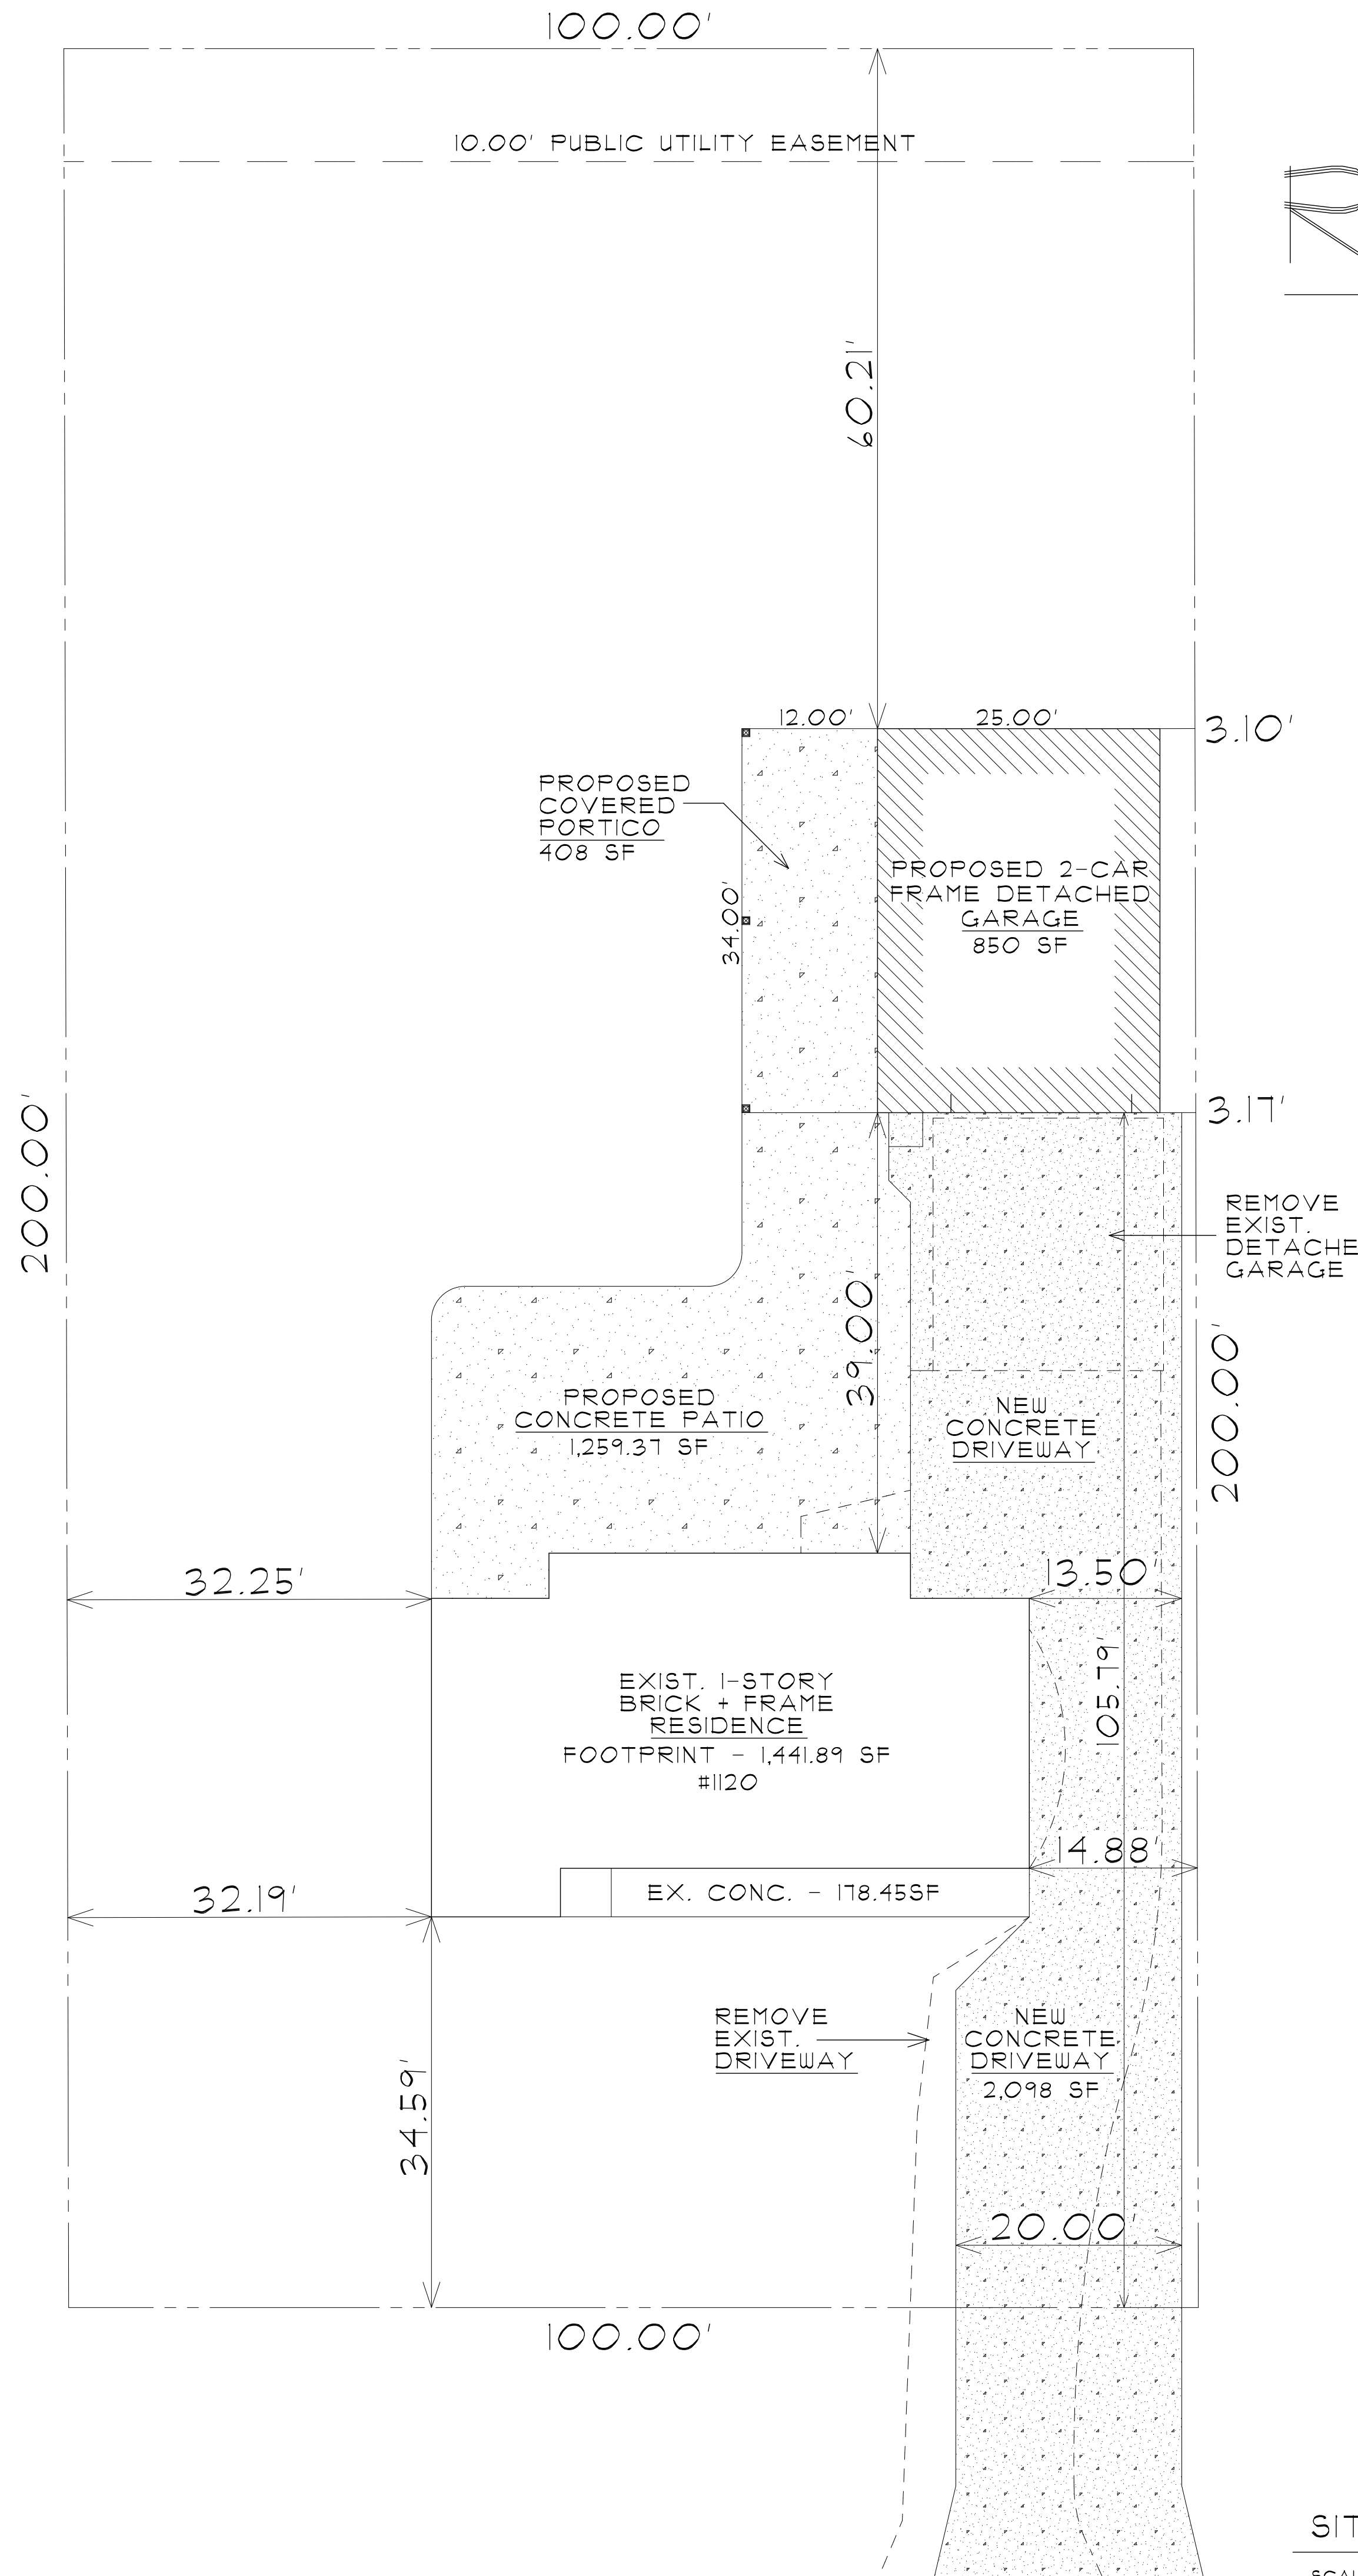 100.00'
10.00' PUBLIC UTILITY EASEMENT
60.21'
12.00'
25.00'
3.10'
PROPOSED
COVERED
PORTICO
408 SF
34.00'
PROPOSED 2-CAR
FRAME DETACHED
GARAGE
850 SF
3.17'
200.00'
REMOVE
EXIST.
DETACHE
GARAGE
39.00'
200.00'
PROPOSED
CONCRETE PATIO
1,259.37 SF
NEW
CONCRETE
DRIVEWAY
32.25'
13.50'
105.79'
EXIST. 1-STORY
BRICK + FRAME
RESIDENCE
FOOTPRINT - 1,441.89 SF
#1120
14.88'
32.19'
EX. CONC. - 178.45SF
REMOVE
EXIST.
DRIVEWAY
NEW
CONCRETE
DRIVEWAY
2,098 SF
34.59'
20.00'
100.00'
SIT